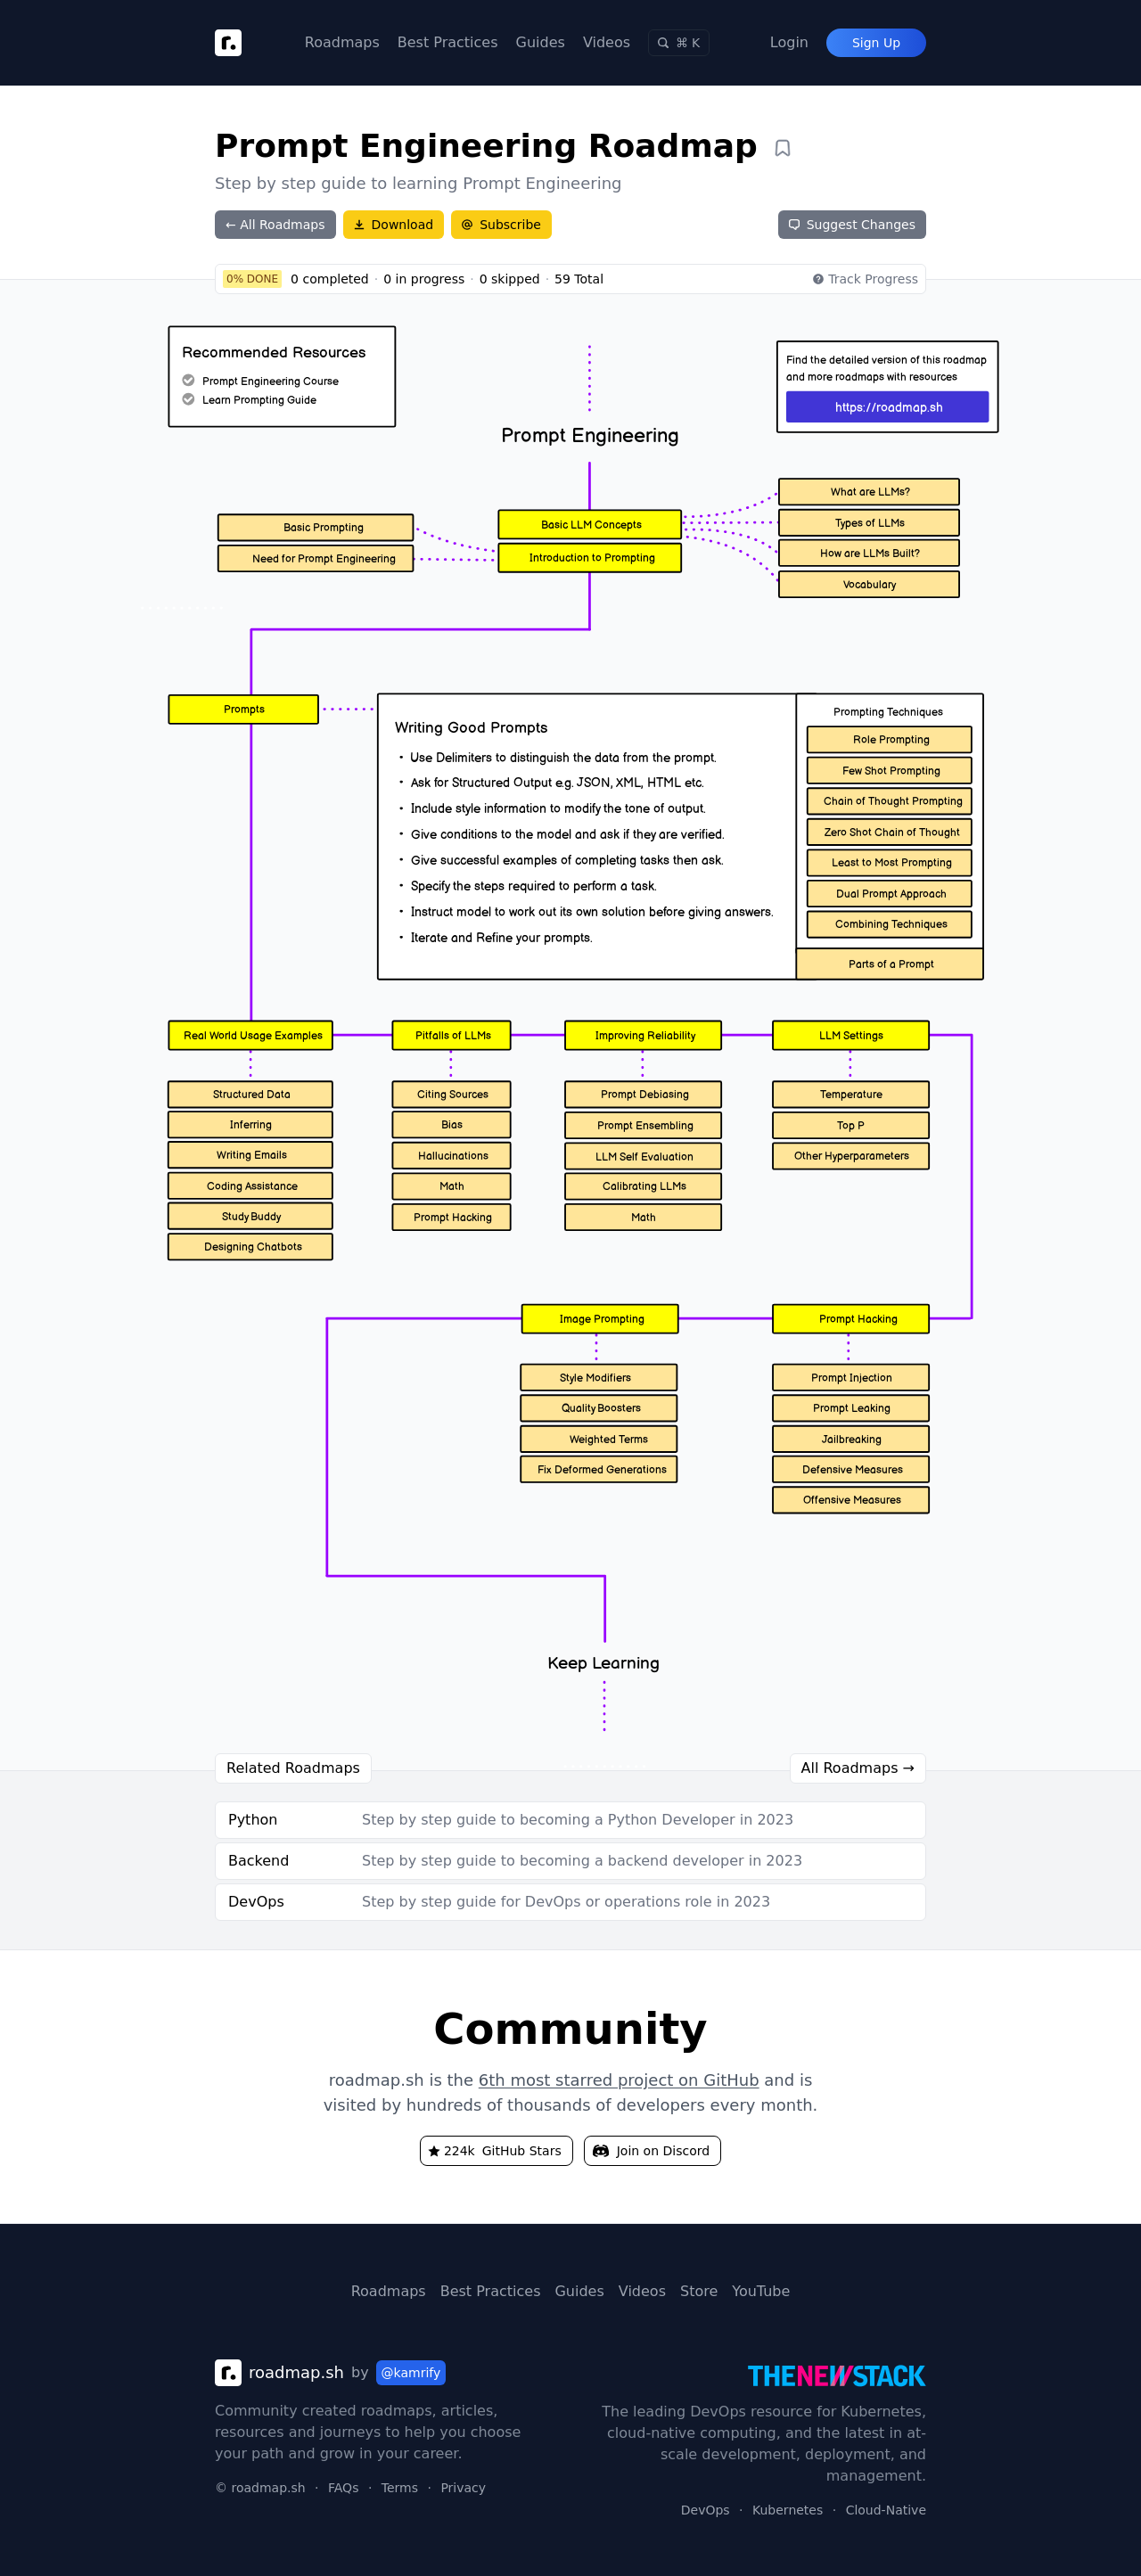 r.
Roadmaps Best Practices Guides Videos ⌘ K Login Sign Up
Prompt Engineering Roadmap
Step by step guide to learning Prompt Engineering
← All Roadmaps Download Subscribe Suggest Changes
0% DONE 0 completed · 0 in progress · 0 skipped · 59 Total Track Progress
Recommended Resources
Prompt Engineering Course
Learn Prompting Guide
Find the detailed version of this roadmap
and more roadmaps with resources
https://roadmap.sh
Prompt Engineering
Basic LLM Concepts
Introduction to Prompting
Basic Prompting
Need for Prompt Engineering
What are LLMs?
Types of LLMs
How are LLMs Built?
Vocabulary
Prompts
Writing Good Prompts
• Use Delimiters to distinguish the data from the prompt.
• Ask for Structured Output e.g. JSON, XML, HTML etc.
• Include style information to modify the tone of output.
• Give conditions to the model and ask if they are verified.
• Give successful examples of completing tasks then ask.
• Specify the steps required to perform a task.
• Instruct model to work out its own solution before giving answers.
• Iterate and Refine your prompts.
Prompting Techniques
Role Prompting
Few Shot Prompting
Chain of Thought Prompting
Zero Shot Chain of Thought
Least to Most Prompting
Dual Prompt Approach
Combining Techniques
Parts of a Prompt
Real World Usage Examples
Structured Data
Inferring
Writing Emails
Coding Assistance
Study Buddy
Designing Chatbots
Pitfalls of LLMs
Citing Sources
Bias
Hallucinations
Math
Prompt Hacking
Improving Reliability
Prompt Debiasing
Prompt Ensembling
LLM Self Evaluation
Calibrating LLMs
Math
LLM Settings
Temperature
Top P
Other Hyperparameters
Image Prompting
Style Modifiers
Quality Boosters
Weighted Terms
Fix Deformed Generations
Prompt Hacking
Prompt Injection
Prompt Leaking
Jailbreaking
Defensive Measures
Offensive Measures
Keep Learning
Related Roadmaps All Roadmaps →
Python Step by step guide to becoming a Python Developer in 2023
Backend Step by step guide to becoming a backend developer in 2023
DevOps Step by step guide for DevOps or operations role in 2023
Community
roadmap.sh is the 6th most starred project on GitHub and is
visited by hundreds of thousands of developers every month.
224k GitHub Stars Join on Discord
Roadmaps Best Practices Guides Videos Store YouTube
r. roadmap.sh by @kamrify
Community created roadmaps, articles,
resources and journeys to help you choose
your path and grow in your career.
© roadmap.sh · FAQs · Terms · Privacy
THENEWSTACK
The leading DevOps resource for Kubernetes,
cloud-native computing, and the latest in at-
scale development, deployment, and
management.
DevOps · Kubernetes · Cloud-Native